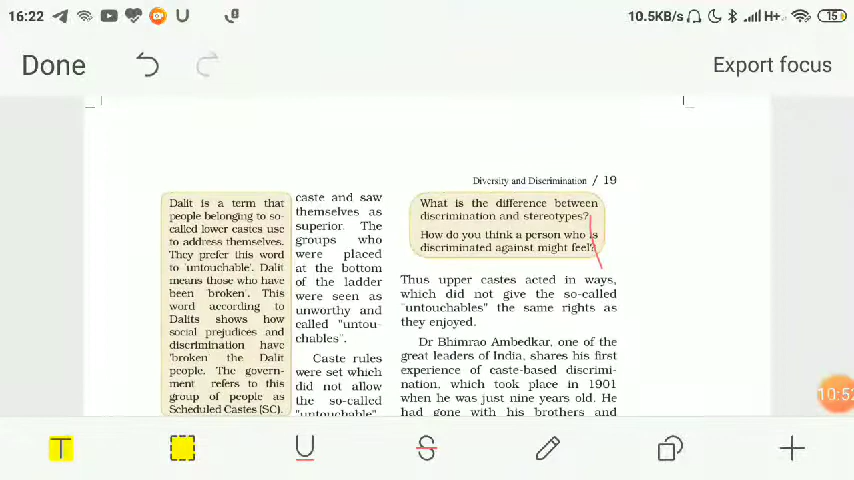 16:22
10.5KB/s
H+
15
Done
Export focus
Diversity and Discrimination / 19
Dalit is a term that
people belonging to so-
called lower castes use
to address themselves.
They prefer this word
to 'untouchable'. Dalit
means those who have
been 'broken'. This
word according to
Dalits shows how
social prejudices and
discrimination have
'broken the Dalit
people. The govern-
ment refers to this
group of people as
Scheduled Castes (SC).
caste and saw
themselves as
superior. The
groups who
were placed
at the bottom
of the ladder
were seen as
unworthy and
called "untou-
chables".
Caste rules
were set which
did not allow
the so-called
"untouchable"
What is the difference between
discrimination and stereotypes?
How do you think a person who is
discriminated against might feel?
Thus upper castes acted in ways,
which did not give the so-called
"untouchables" the same rights as
they enjoyed.
Dr Bhimrao Ambedkar, one of the
great leaders of India, shares his first
experience of caste-based discrimi-
nation, which took place in 1901
when he was just nine years old. He
had gone with his brothers and
10:52
T
U
S